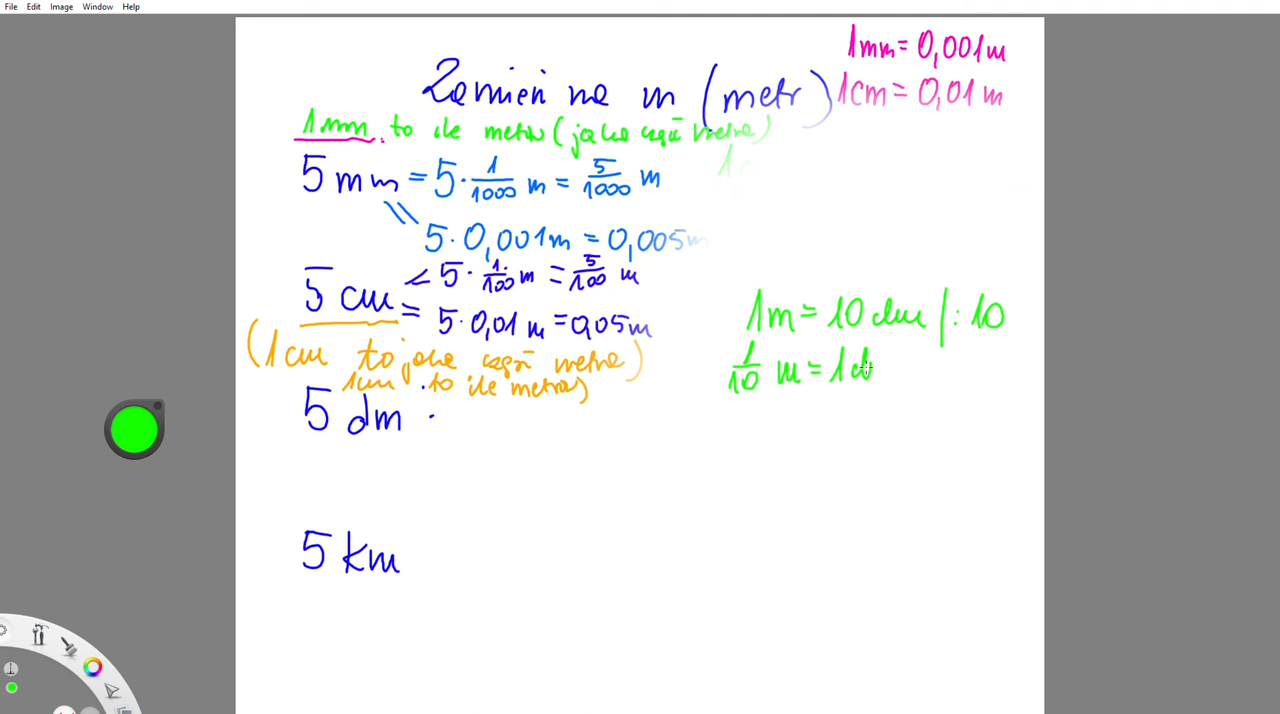 File Edit Image Window Help
1mm = 0,001m
Zamień na m (metr)
1cm = 0,01 m
1mm to ile metra (jaka część metra)
5 mm = 5 · 1/1000 m = 5/1000 m
5 · 0,001m = 0,005m
5 cm = 5 · 1/100 m = 5/100 m
= 5 · 0,01 m = 0,05m
(1cm to jaka część metra)
1cm to ile metra)
1m = 10 dm /: 10
1/10 m = 1d
5 dm
5 km